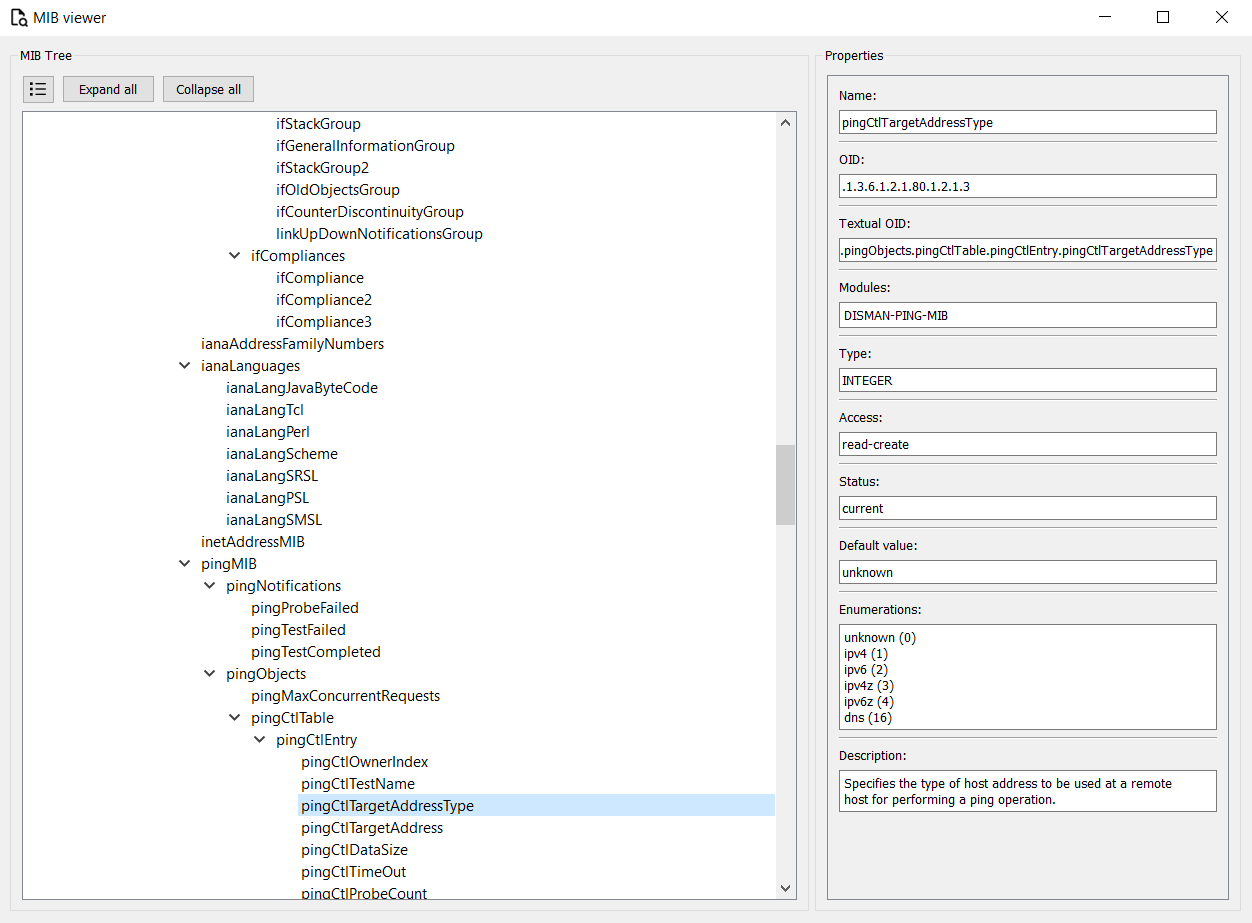 MIB viewer
MIB Tree
Expand all
Collapse all
ifStackGroup
ifGeneralInformationGroup
ifStackGroup2
ifOldObjectsGroup
ifCounterDiscontinuityGroup
linkUpDownNotificationsGroup
ifCompliances
ifCompliance
ifCompliance2
ifCompliance3
ianaAddressFamilyNumbers
ianaLanguages
ianaLangJavaByteCode
ianaLangTcl
ianaLangPerl
ianaLangScheme
ianaLangSRSL
ianaLangPSL
ianaLangSMSL
inetAddressMIB
pingMIB
pingNotifications
pingProbeFailed
pingTestFailed
pingTestCompleted
pingObjects
pingMaxConcurrentRequests
pingCtlTable
pingCtlEntry
pingCtlOwnerIndex
pingCtlTestName
pingCtlTargetAddressType
pingCtlTargetAddress
pingCtlDataSize
pingCtlTimeOut
pingCtlProbeCount
Properties
Name:
pingCtlTargetAddressType
OID:
.1.3.6.1.2.1.80.1.2.1.3
Textual OID:
.pingObjects.pingCtlTable.pingCtlEntry.pingCtlTargetAddressType
Modules:
DISMAN-PING-MIB
Type:
INTEGER
Access:
read-create
Status:
current
Default value:
unknown
Enumerations:
unknown (0)
ipv4 (1)
ipv6 (2)
ipv4z (3)
ipv6z (4)
dns (16)
Description:
Specifies the type of host address to be used at a remote
host for performing a ping operation.